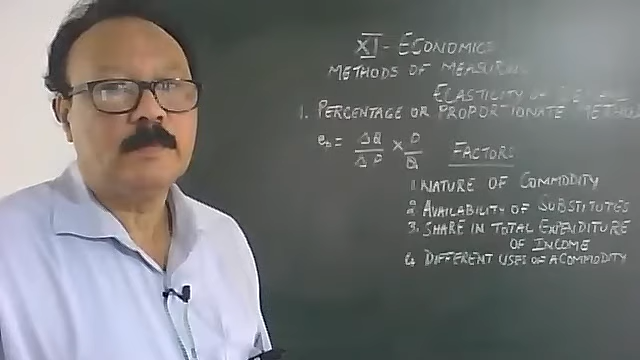 XI - ECONOMICS
METHODS OF MEASURING
ELASTICITY OF
1. PERCENTAGE OR PROPORTIONATE METHOD
eₚ = ΔQ/ΔP × P/Q
FACTORS
1. NATURE OF COMMODITY
2. AVAILABILITY OF SUBSTITUTES
3. SHARE IN TOTAL EXPENDITURE
OF INCOME
4. DIFFERENT USES OF A COMMODITY